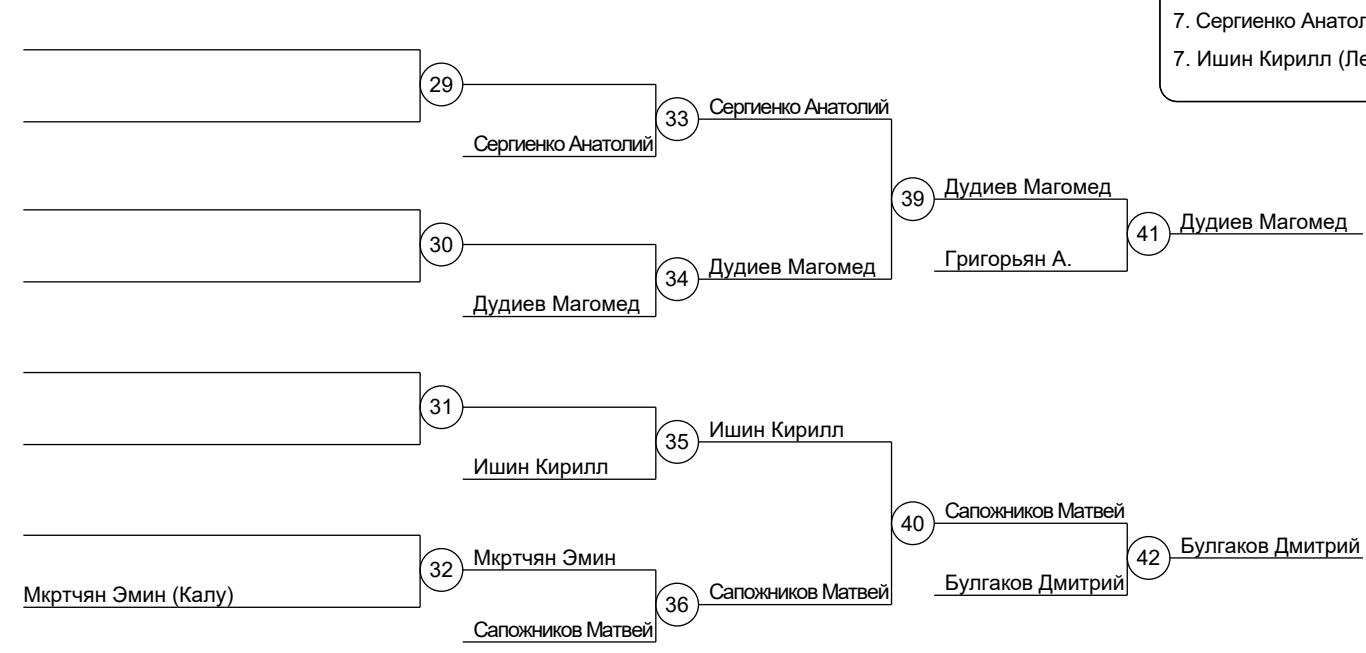 7. Сергиенко Анатол
7. Ишин Кирилл (Ле
29
33
Сергиенко Анатолий
Сергиенко Анатолий
39
Дудиев Магомед
41
Дудиев Магомед
30
34
Дудиев Магомед
Григорьян А.
Дудиев Магомед
31
35
Ишин Кирилл
Ишин Кирилл
40
Сапожников Матвей
42
Булгаков Дмитрий
32
Мкртчян Эмин
Булгаков Дмитрий
Мкртчян Эмин (Калу)
36
Сапожников Матвей
Сапожников Матвей